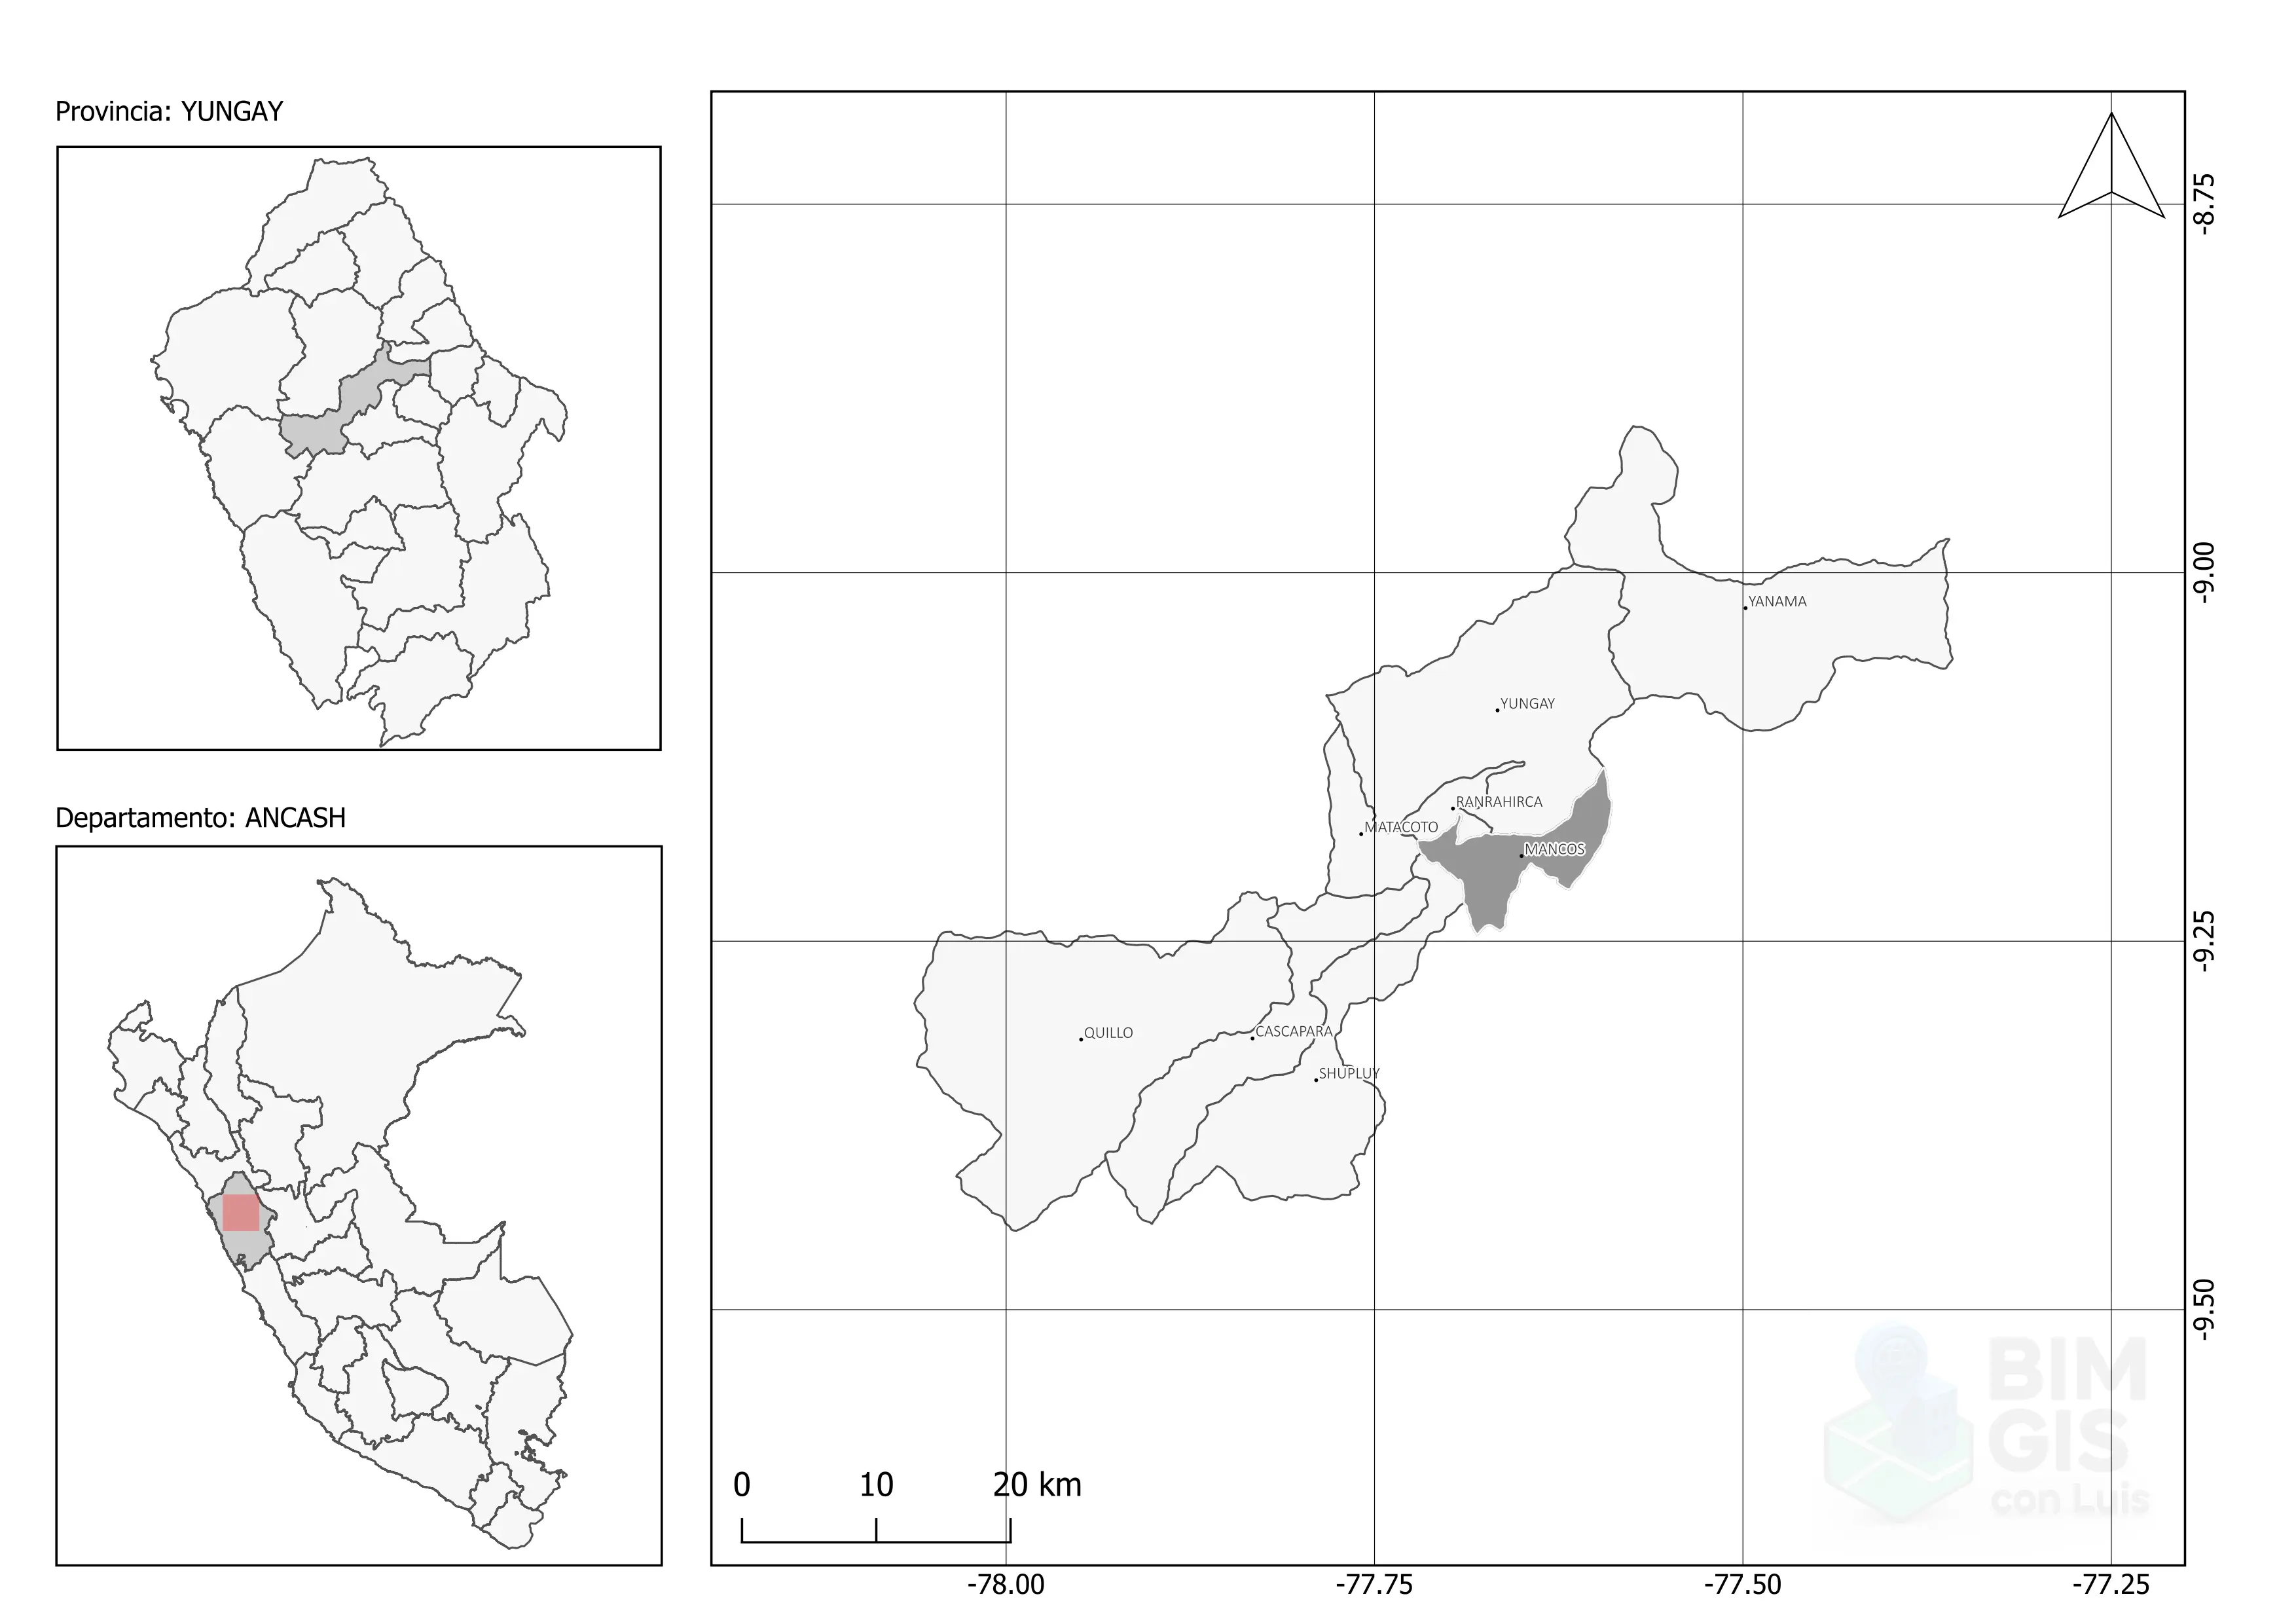 Provincia: YUNGAY
Departamento: ANCASH
-8.75
-9.00
-9.25
-9.50
YANAMA
YUNGAY
RANRAHIRCA
MATACOTO
MANCOS
QUILLO
CASCAPARA
SHUPLUY
BIM
GIS
con Luis
0 10 20 km
-78.00 -77.75 -77.50 -77.25